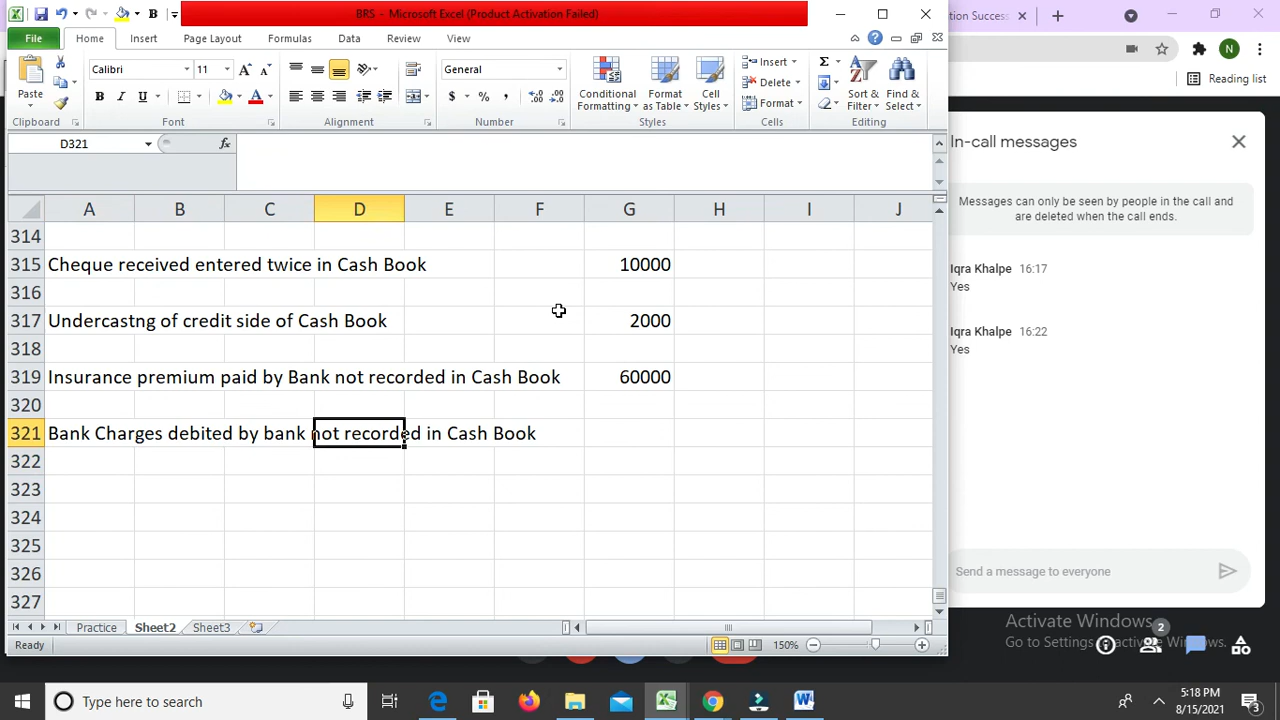 BRS - Microsoft Excel (Product Activation Failed)
tion Success
File Home Insert Page Layout Formulas Data Review View
N
Reading list
Paste
Calibri 11
General
Conditional Formatting
Format as Table
Cell Styles
Insert
Delete
Format
Sort & Filter
Find & Select
Clipboard Font Alignment Number Styles Cells Editing
D321
A B C D E F G H I J
314
315 Cheque received entered twice in Cash Book 10000
316
317 Undercastng of credit side of Cash Book 2000
318
319 Insurance premium paid by Bank not recorded in Cash Book 60000
320
321 Bank Charges debited by bank not recorded in Cash Book
322
323
324
325
326
327
Practice Sheet2 Sheet3
Ready 150%
In-call messages
Messages can only be seen by people in the call and
are deleted when the call ends.
Iqra Khalpe 16:17
Yes
Iqra Khalpe 16:22
Yes
Send a message to everyone
Activate Windows
Go to Settings to activate Windows.
2
Type here to search
5:18 PM
8/15/2021
3